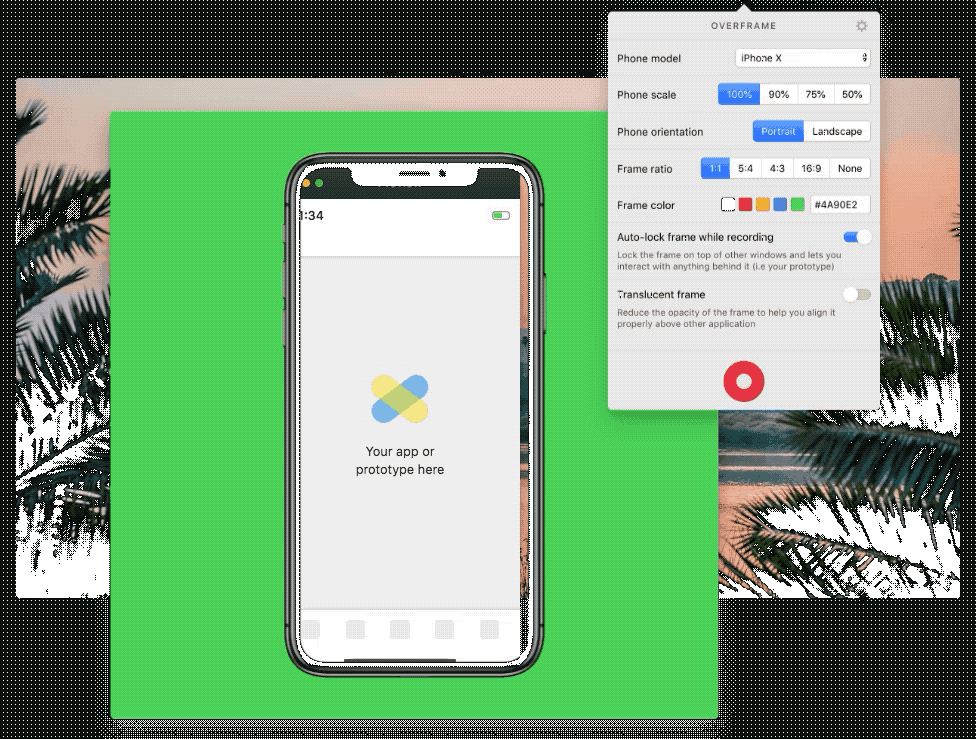 OVERFRAME
Phone model
iPhone X
Phone scale
100% 90% 75% 50%
Phone orientation
Portrait Landscape
Frame ratio
1:1 5:4 4:3 16:9 None
Frame color
#4A90E2
Auto-lock frame while recording
Lock the frame on top of other windows and lets you
interact with anything behind it (i.e your prototype)
Translucent frame
Reduce the opacity of the frame to help you align it
properly above other application
:34
Your app or
prototype here